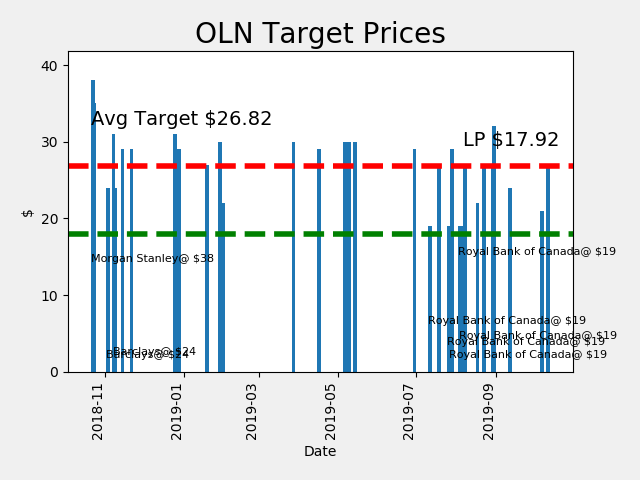 OLN Target Prices
40
30
20
10
0
$
Avg Target $26.82
LP $17.92
Morgan Stanley@ $38
Royal Bank of Canada@ $19
Royal Bank of Canada@ $19
Royal Bank of Canada@ $19
Royal Bank of Canada@ $19
Barclays@ $24
Barclays@ $24
Royal Bank of Canada@ $19
2018-11
2019-01
2019-03
2019-05
2019-07
2019-09
Date